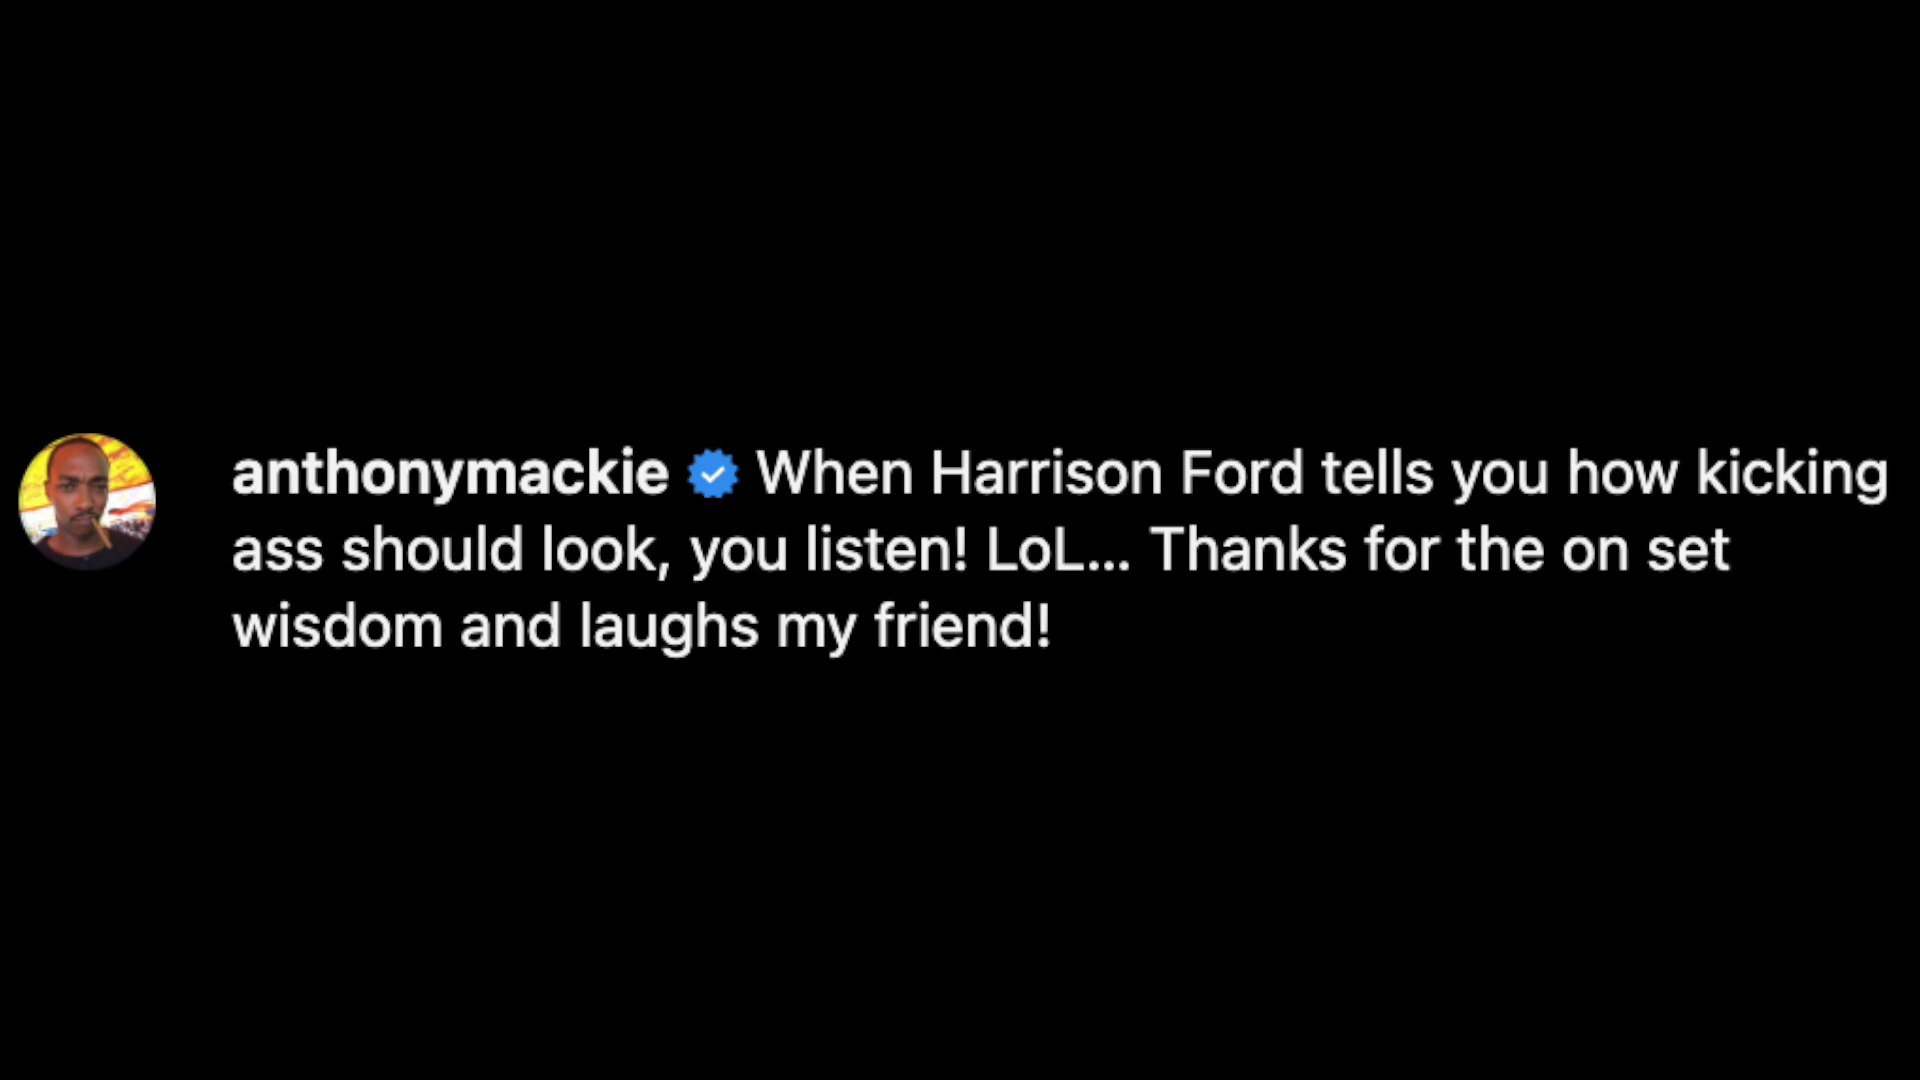 anthonymackie When Harrison Ford tells you how kicking
ass should look, you listen! LoL... Thanks for the on set
wisdom and laughs my friend!